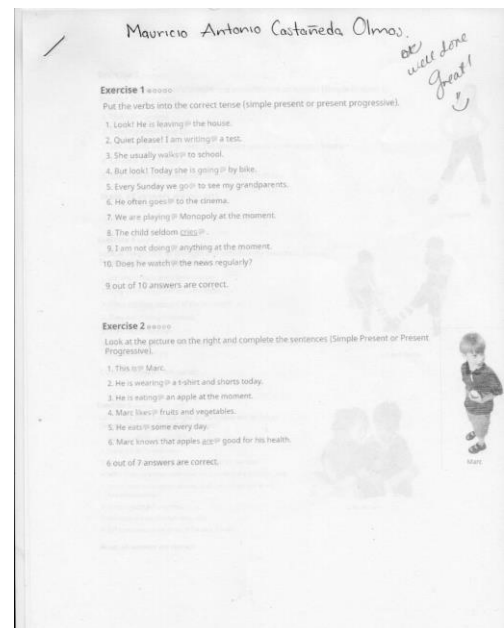 Mauricio Antonio Castañeda Olmos.
OK
well done
Great!
Exercise 1
Put the verbs into the correct tense (simple present or present progressive).
1. Look! He is leaving the house.
2. Quiet please! I am writing a test.
3. She usually walks to school.
4. But look! Today she is going by bike.
5. Every Sunday we go to see my grandparents.
6. He often goes to the cinema.
7. We are playing Monopoly at the moment.
8. The child seldom cries.
9. I am not doing anything at the moment.
10. Does he watch the news regularly?
9 out of 10 answers are correct.
Exercise 2
Look at the picture on the right and complete the sentences (Simple Present or Present
Progressive).
1. This is Marc.
2. He is wearing a t-shirt and shorts today.
3. He is eating an apple at the moment.
4. Marc likes fruits and vegetables.
5. He eats some every day.
6. Marc knows that apples are good for his health.
6 out of 7 answers are correct.
Marc